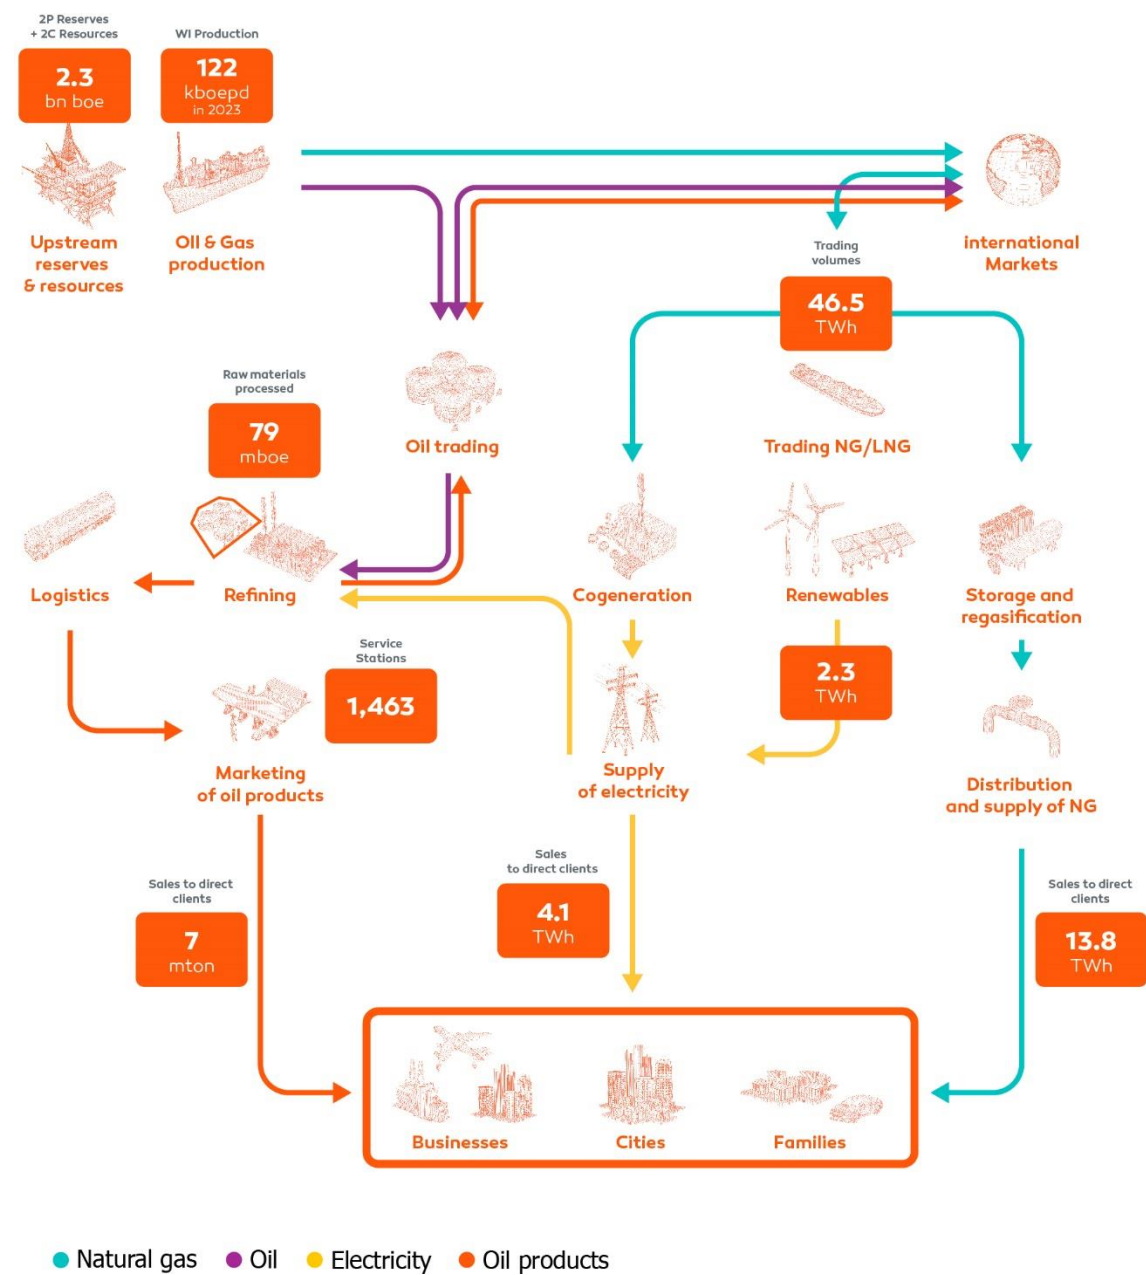 2P Reserves
+ 2C Resources
WI Production
2.3
bn boe
122
kboepd
in 2023
Upstream
reserves
& resources
Oil & Gas
production
international
Markets
Trading
volumes
46.5
TWh
Raw materials
processed
79
mboe
Oil trading
Trading NG/LNG
Logistics
Refining
Cogeneration
Renewables
Storage and
regasification
Service
Stations
1,463
2.3
TWh
Marketing
of oil products
Supply
of electricity
Distribution
and supply of NG
Sales to direct
clients
7
mton
Sales
to direct clients
4.1
TWh
Sales to direct
clients
13.8
TWh
Businesses
Cities
Families
Natural gas
Oil
Electricity
Oil products